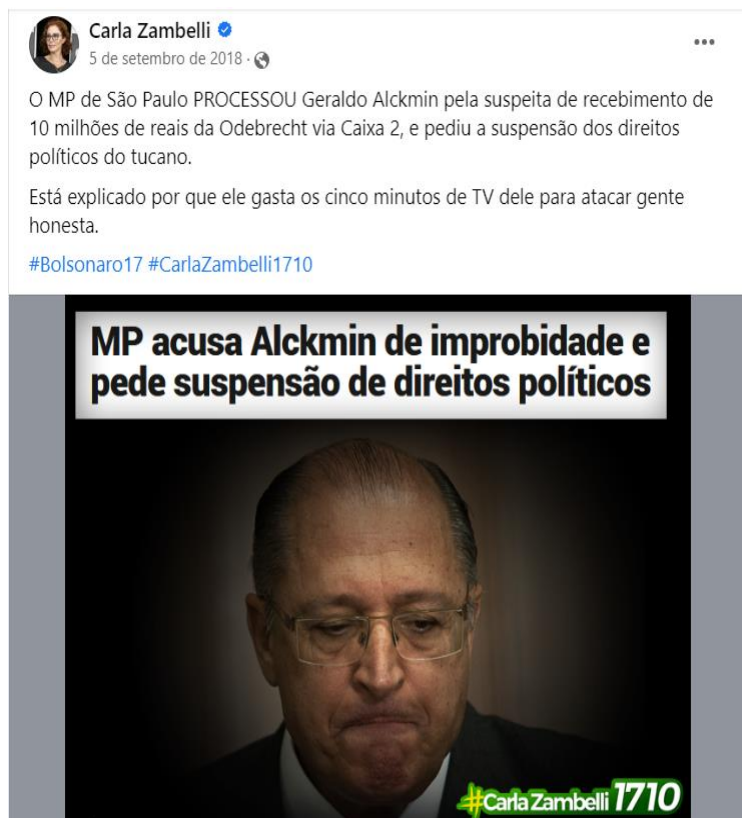 Carla Zambelli
5 de setembro de 2018 ·
O MP de São Paulo PROCESSOU Geraldo Alckmin pela suspeita de recebimento de
10 milhões de reais da Odebrecht via Caixa 2, e pediu a suspensão dos direitos
políticos do tucano.
Está explicado por que ele gasta os cinco minutos de TV dele para atacar gente
honesta.
#Bolsonaro17 #CarlaZambelli1710
MP acusa Alckmin de improbidade e
pede suspensão de direitos políticos
#Carla Zambelli 1710